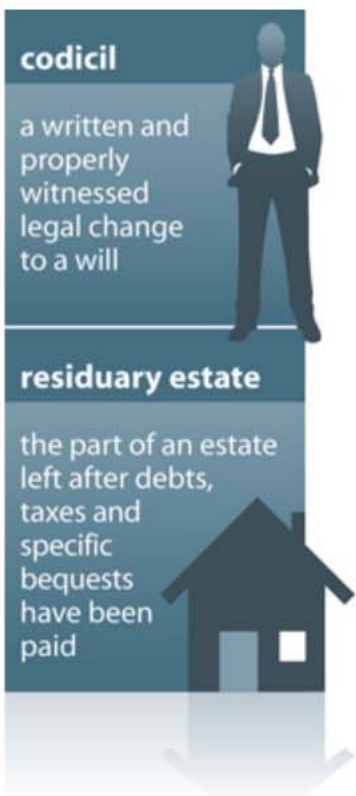 codicil
a written and
properly
witnessed
legal change
to a will
residuary estate
the part of an estate
left after debts,
taxes and
specific
bequests
have been
paid